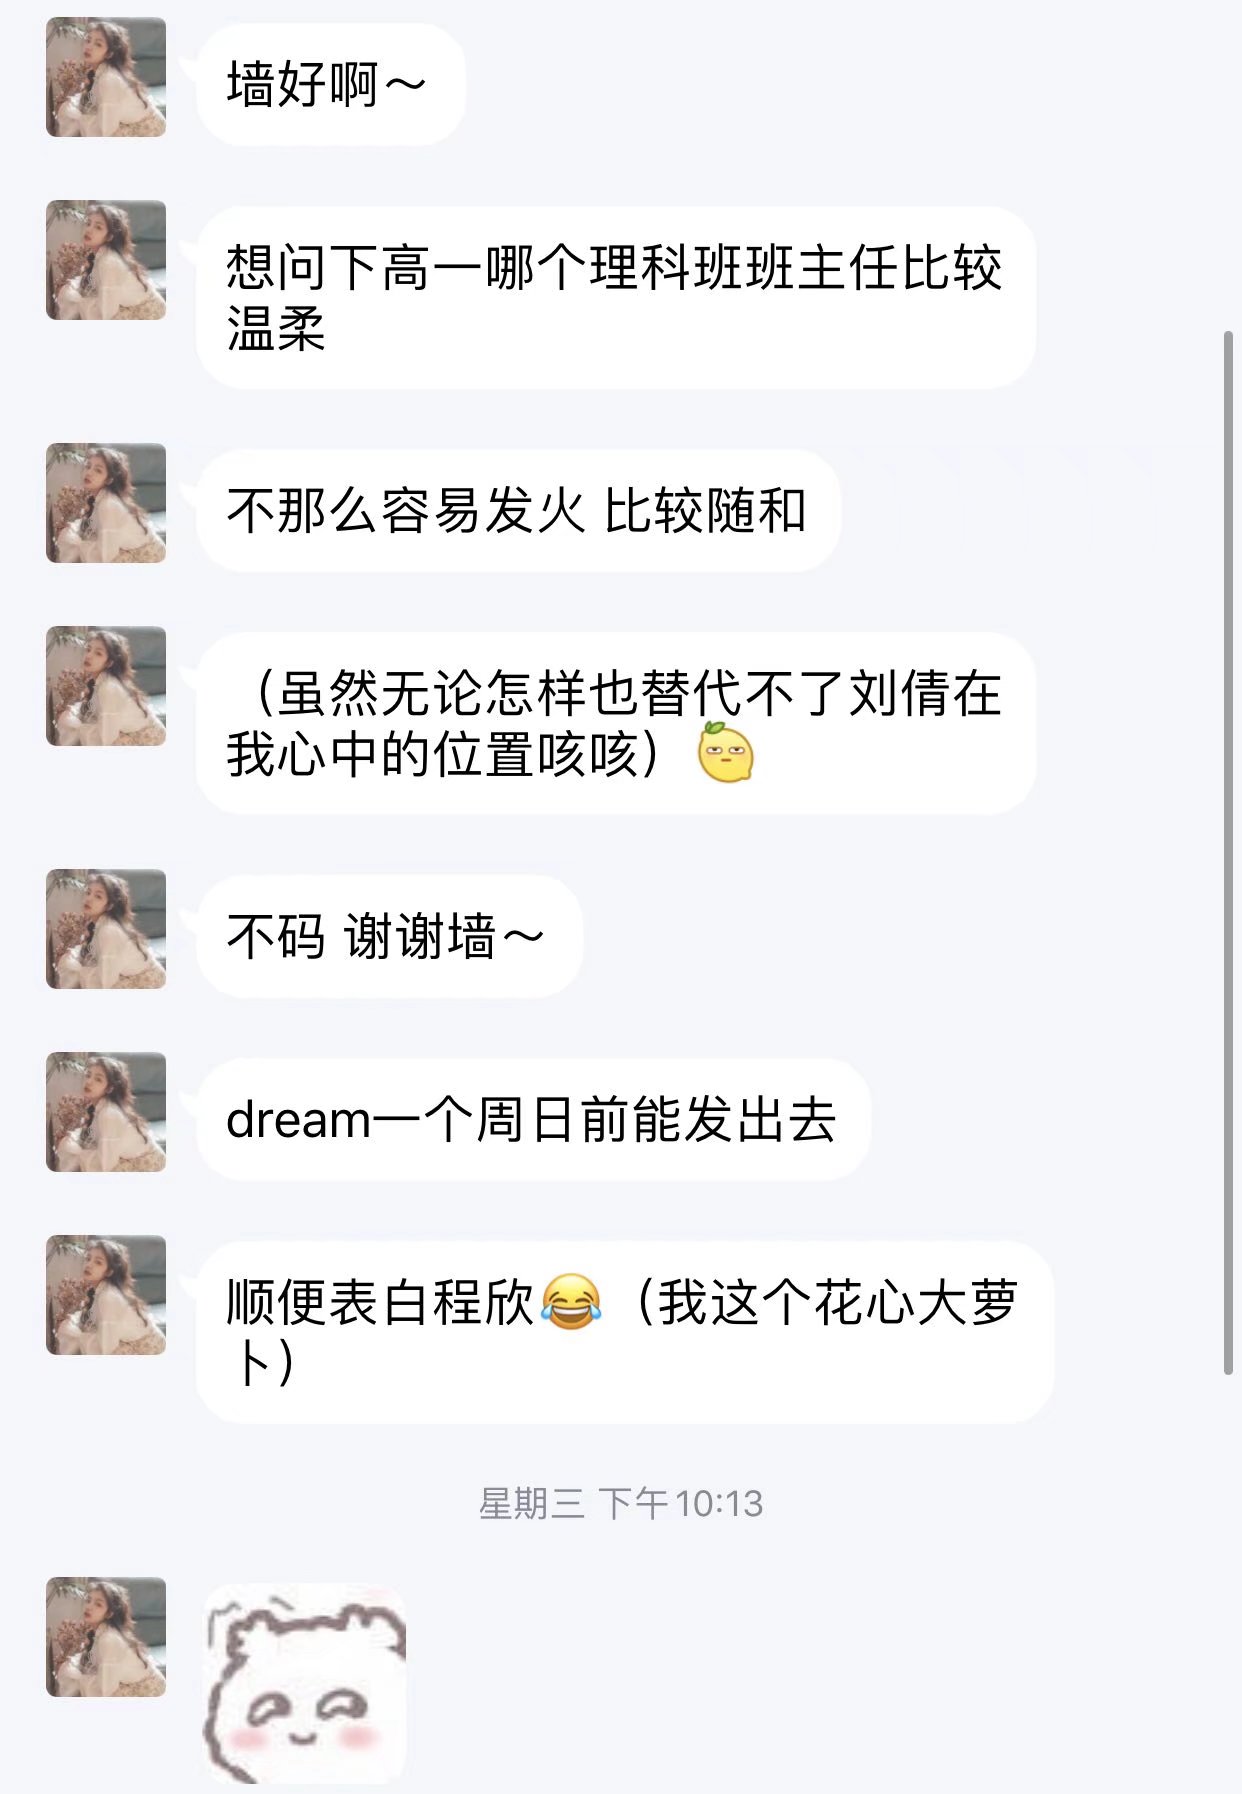 墙好啊～
想问下高一哪个理科班班主任比较
温柔
不那么容易发火 比较随和
（虽然无论怎样也替代不了刘倩在
我心中的位置咳咳）
不码 谢谢墙～
dream一个周日前能发出去
顺便表白程欣😂（我这个花心大萝
卜）
星期三 下午10:13